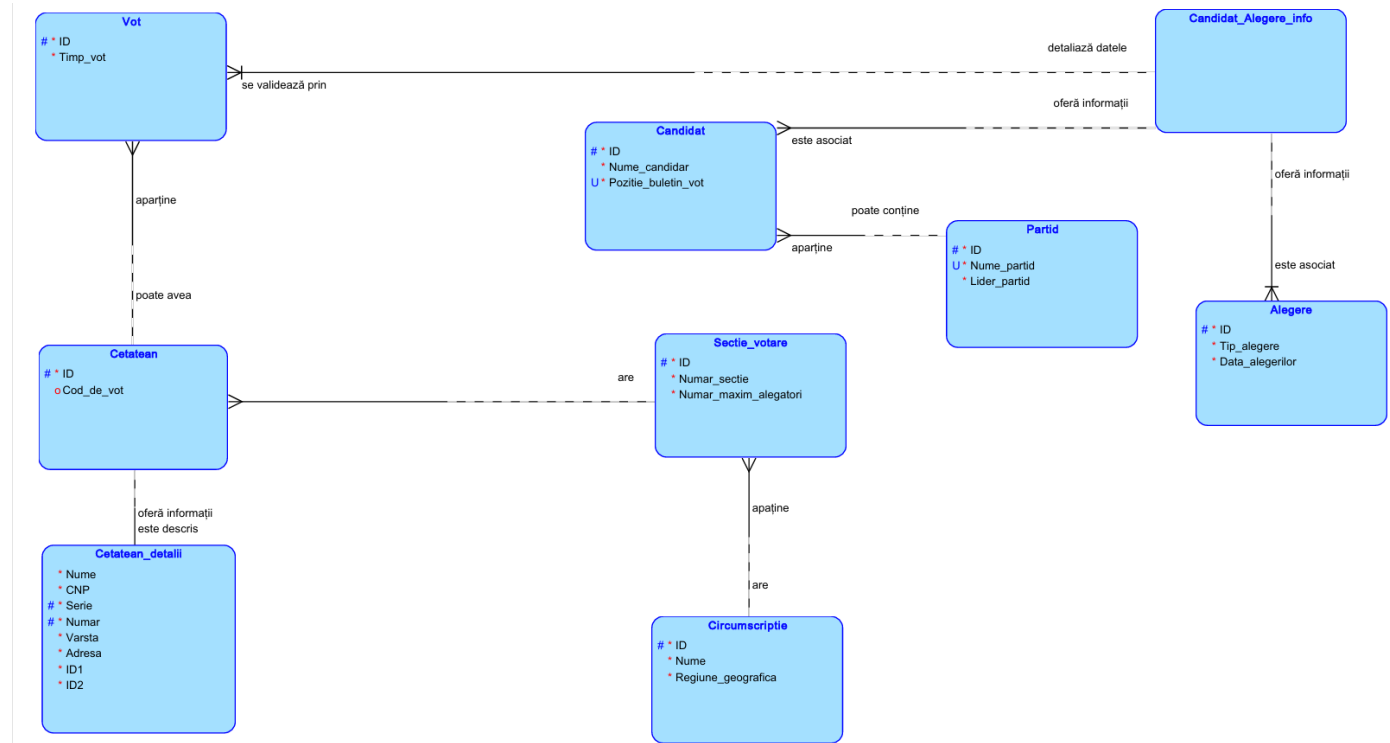 Vot
# * ID
* Timp_vot
se validează prin
detaliază datele
Candidat_Alegere_info
oferă informații
Candidat
# * ID
* Nume_candidar
U * Pozitie_buletin_vot
este asociat
aparține
poate conține
Partid
# * ID
U * Nume_partid
* Lider_partid
aparține
oferă informații
este asociat
Alegere
# * ID
* Tip_alegere
* Data_alegerilor
poate avea
Cetatean
# * ID
o Cod_de_vot
are
Sectie_votare
# * ID
* Numar_sectie
* Numar_maxim_alegatori
oferă informații
este descris
Cetatean_detalii
* Nume
* CNP
# * Serie
# * Numar
* Varsta
* Adresa
* ID1
* ID2
apaține
are
Circumscriptie
# * ID
* Nume
* Regiune_geografica